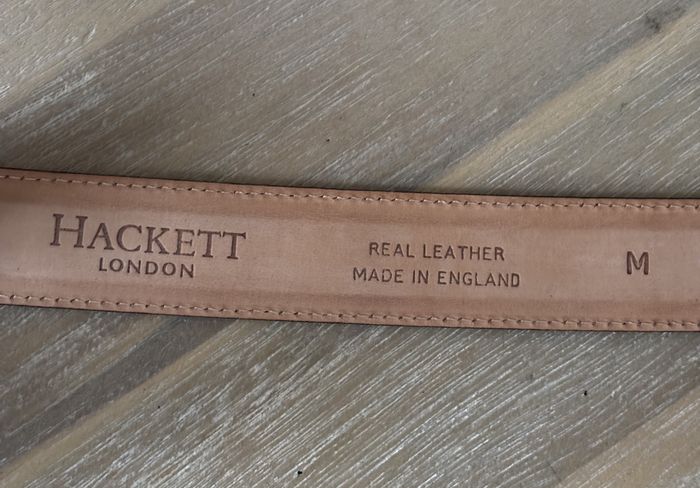 HACKETT
LONDON
REAL LEATHER
MADE IN ENGLAND
M